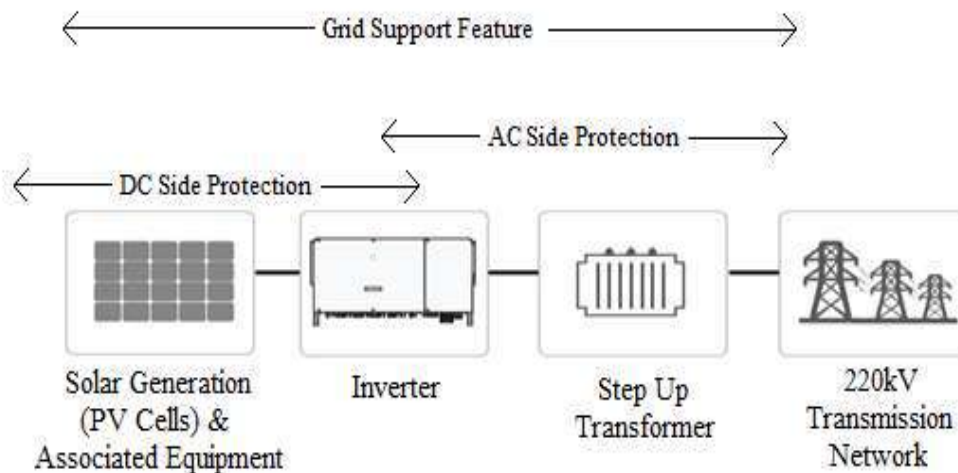 Grid Support Feature
AC Side Protection
DC Side Protection
Solar Generation
(PV Cells) &
Associated Equipment
Inverter
Step Up
Transformer
220kV
Transmission
Network